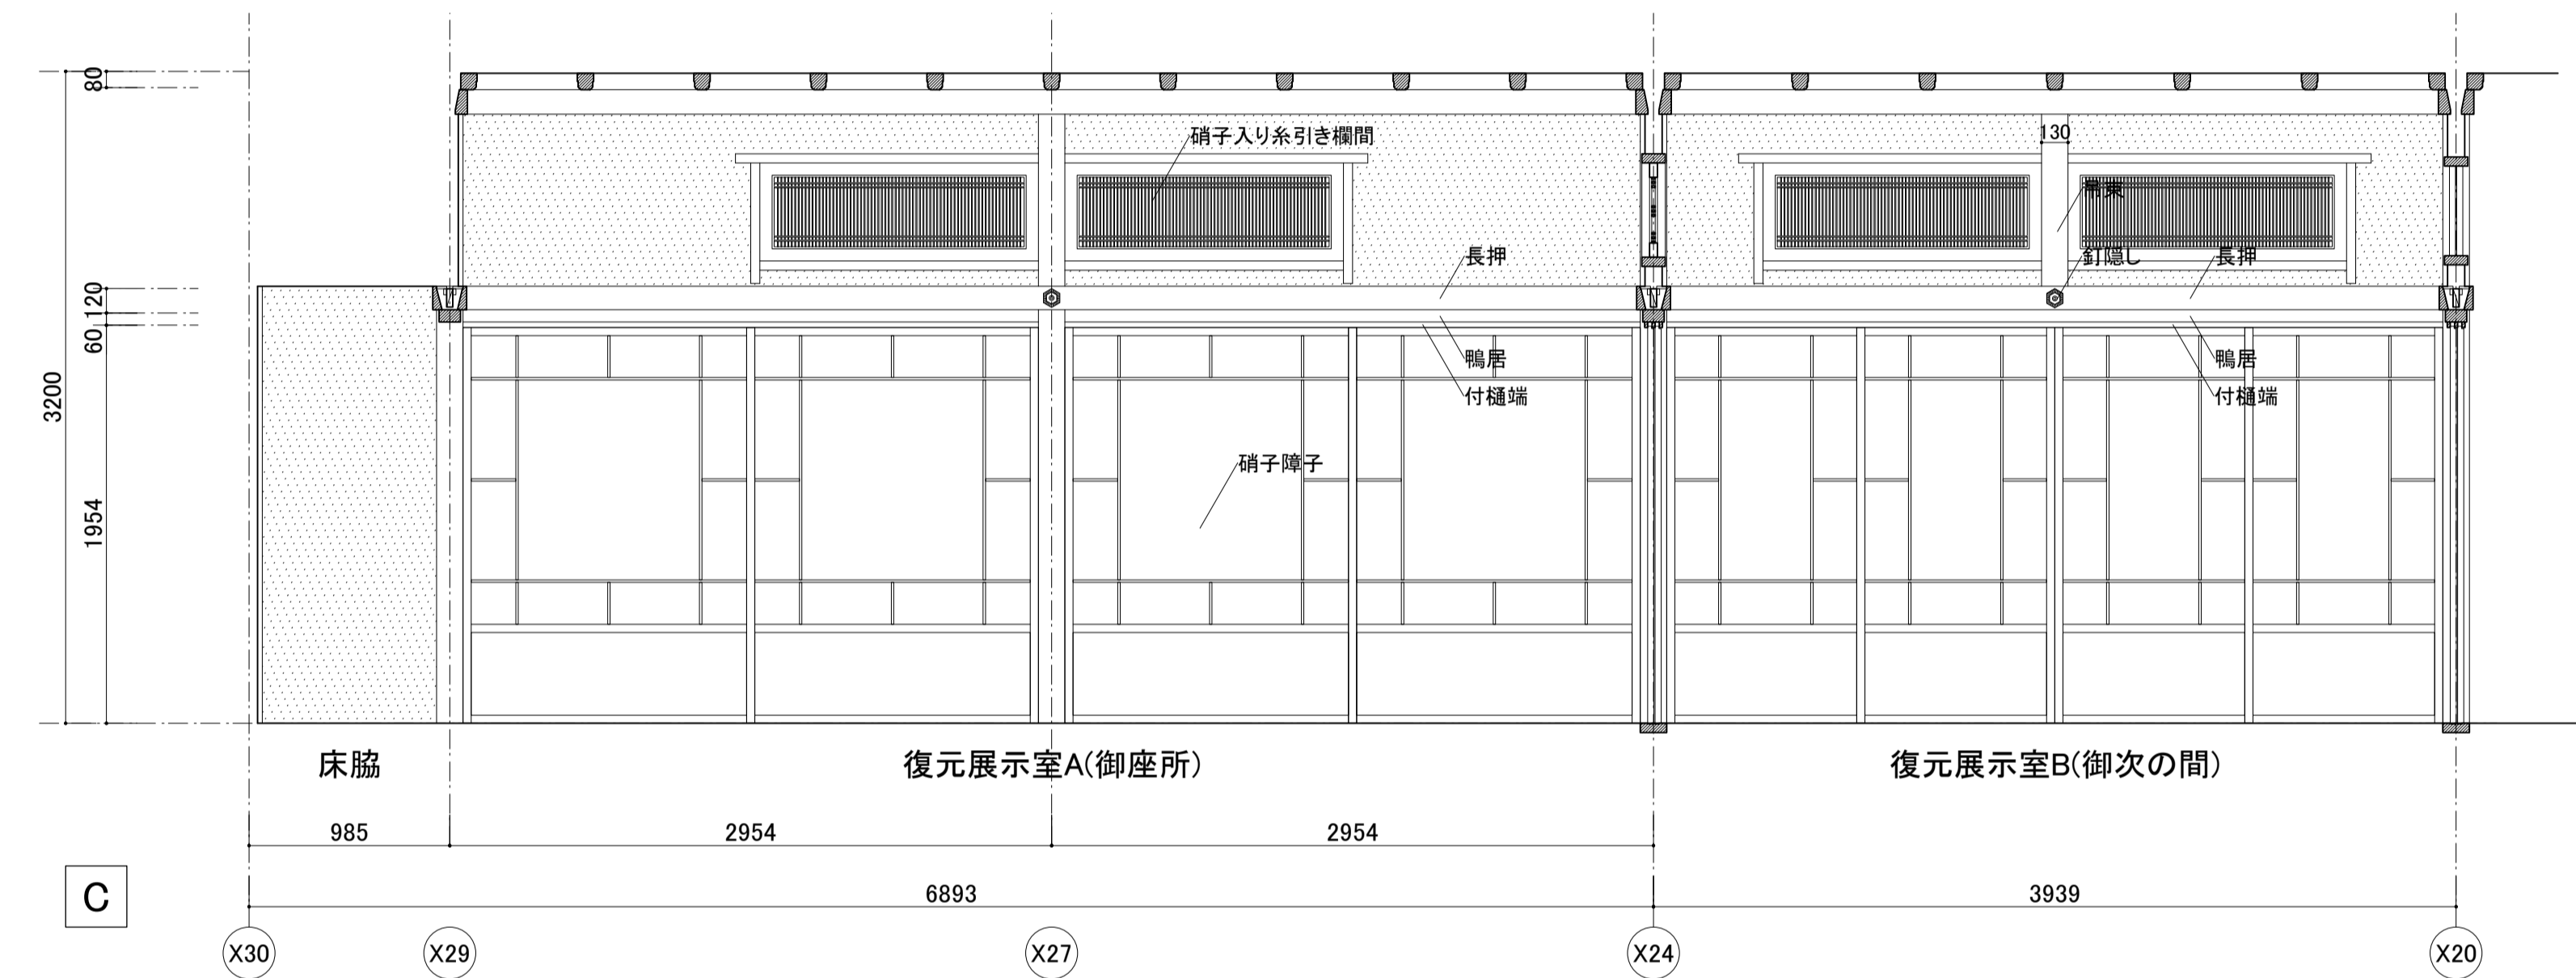 80
硝子入り糸引き欄間
130
吊束
長押
釘隠し
長押
120
60
鴨居
鴨居
3200
付樋端
付樋端
硝子障子
1954
床脇
復元展示室A(御座所)
復元展示室B(御次の間)
985
2954
2954
C
6893
3939
X30
X29
X27
X24
X20